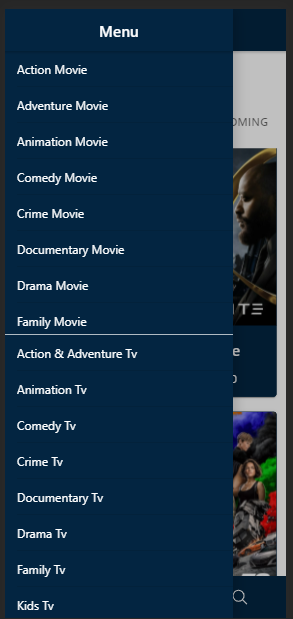 Menu
Action Movie
Adventure Movie
Animation Movie
Comedy Movie
Crime Movie
Documentary Movie
Drama Movie
Family Movie
Action & Adventure Tv
Animation Tv
Comedy Tv
Crime Tv
Documentary Tv
Drama Tv
Family Tv
Kids Tv
OMING